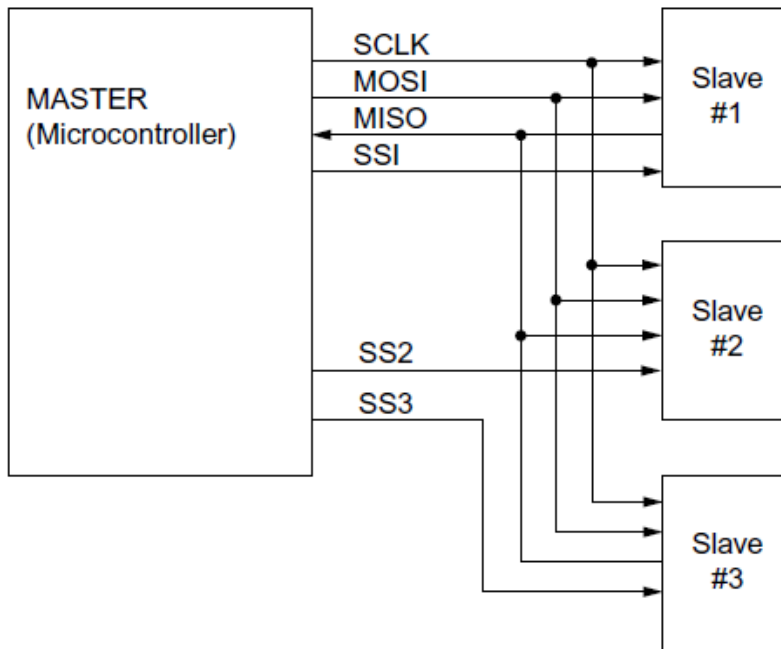 SCLK
MOSI
MISO
SSI
MASTER
(Microcontroller)
Slave
#1
Slave
#2
SS2
SS3
Slave
#3